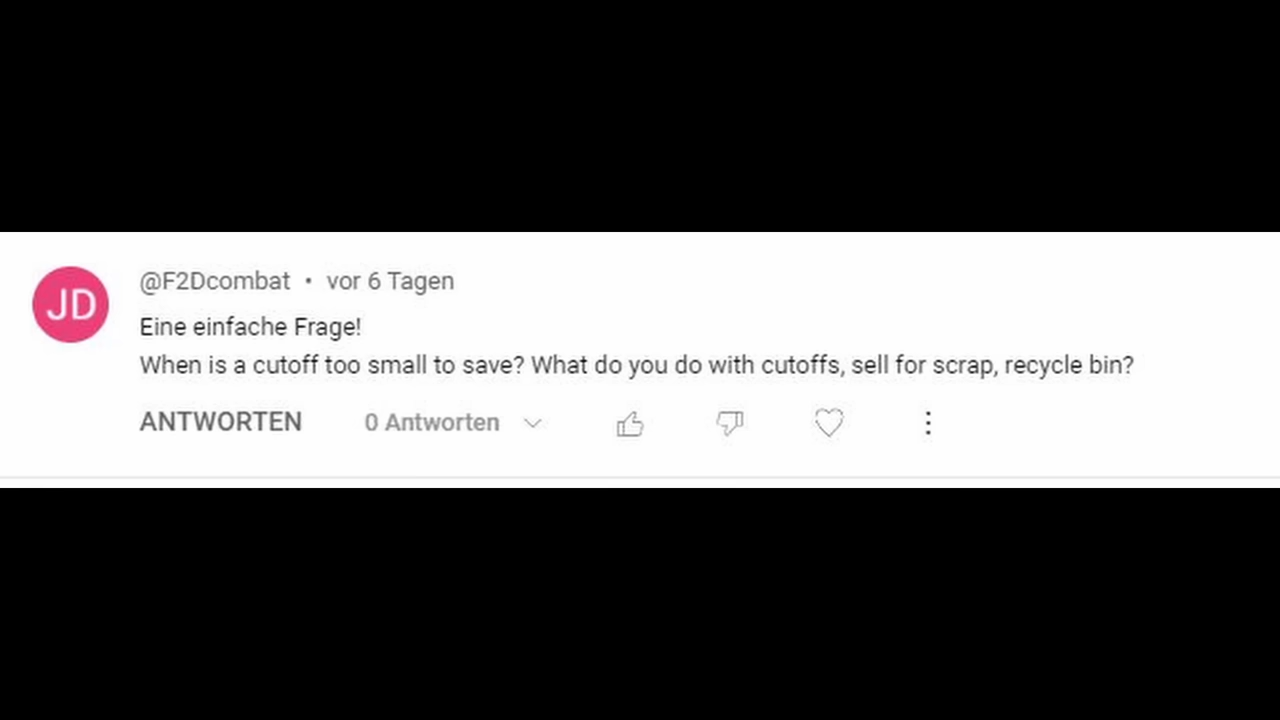 JD
@F2Dcombat • vor 6 Tagen
Eine einfache Frage!
When is a cutoff too small to save? What do you do with cutoffs, sell for scrap, recycle bin?
ANTWORTEN 0 Antworten